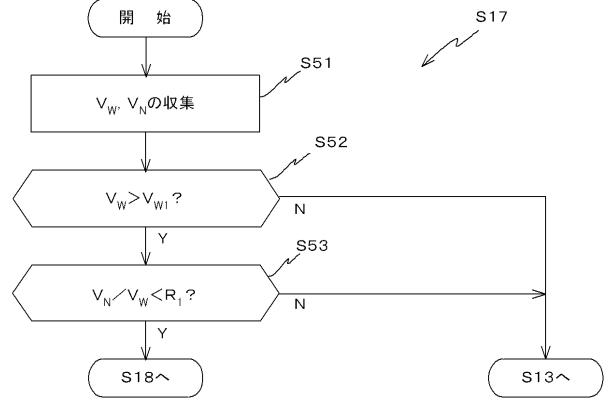 開 始
S17
S51
V_W, V_Nの収集
S52
V_W＞V_W1？
N
Y
S53
V_N／V_W＜R_1？
N
Y
S18へ
S13へ